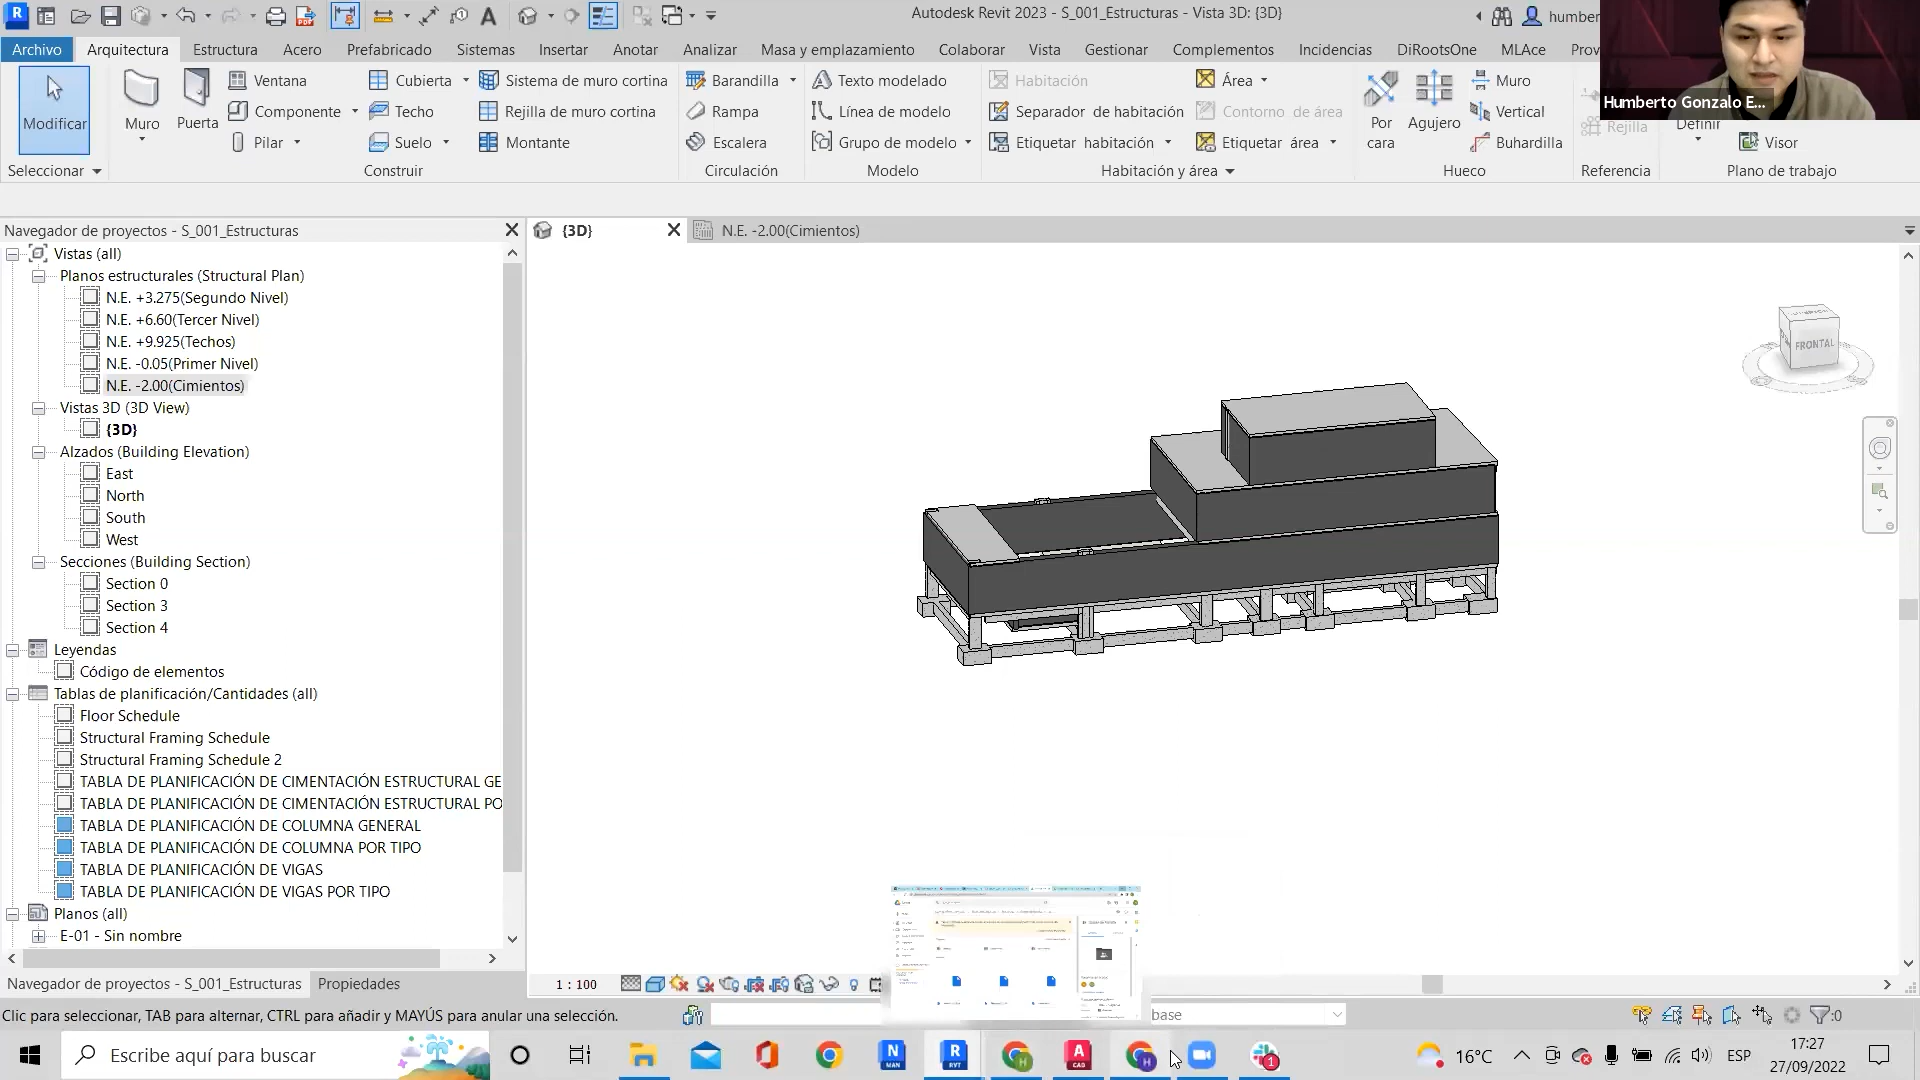 Autodesk Revit 2023 - S_001_Estructuras - Vista 3D: {3D}
humber
Archivo Arquitectura Estructura Acero Prefabricado Sistemas Insertar Anotar Analizar Masa y emplazamiento Colaborar Vista Gestionar Complementos Incidencias DiRootsOne MLAce Prov
Modificar
Muro
Puerta
Ventana
Componente
Pilar
Cubierta
Techo
Suelo
Sistema de muro cortina
Rejilla de muro cortina
Montante
Barandilla
Rampa
Escalera
Texto modelado
Línea de modelo
Grupo de modelo
Habitación
Separador de habitación
Etiquetar habitación
Área
Contorno de área
Etiquetar área
Por
cara
Agujero
Muro
Vertical
Buhardilla
Rejilla
Definir
Visor
Humberto Gonzalo E...
Seleccionar Construir Circulación Modelo Habitación y área Hueco Referencia Plano de trabajo
Navegador de proyectos - S_001_Estructuras
{3D}
N.E. -2.00(Cimientos)
Vistas (all)
Planos estructurales (Structural Plan)
N.E. +3.275(Segundo Nivel)
N.E. +6.60(Tercer Nivel)
N.E. +9.925(Techos)
N.E. -0.05(Primer Nivel)
N.E. -2.00(Cimientos)
Vistas 3D (3D View)
{3D}
Alzados (Building Elevation)
East
North
South
West
Secciones (Building Section)
Section 0
Section 3
Section 4
Leyendas
Código de elementos
Tablas de planificación/Cantidades (all)
Floor Schedule
Structural Framing Schedule
Structural Framing Schedule 2
TABLA DE PLANIFICACIÓN DE CIMENTACIÓN ESTRUCTURAL GE
TABLA DE PLANIFICACIÓN DE CIMENTACIÓN ESTRUCTURAL PO
TABLA DE PLANIFICACIÓN DE COLUMNA GENERAL
TABLA DE PLANIFICACIÓN DE COLUMNA POR TIPO
TABLA DE PLANIFICACIÓN DE VIGAS
TABLA DE PLANIFICACIÓN DE VIGAS POR TIPO
Planos (all)
E-01 - Sin nombre
FRONTAL
Navegador de proyectos - S_001_Estructuras Propiedades
1 : 100
Clic para seleccionar, TAB para alternar, CTRL para añadir y MAYÚS para anular una selección.
base
:0
Escribe aquí para buscar
16°C
ESP
17:27
27/09/2022